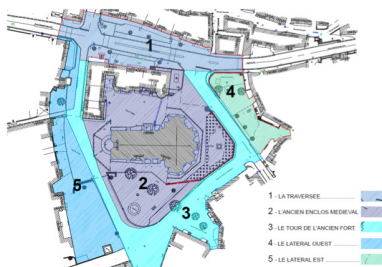 1
4
2
5
3
1 - LA TRAVERSEE
2 - L'ANCIEN ENCLOS MEDIEVAL
3 - LE TOUR DE L'ANCIEN FORT
4 - LE LATERAL OUEST
5 - LE LATERAL EST